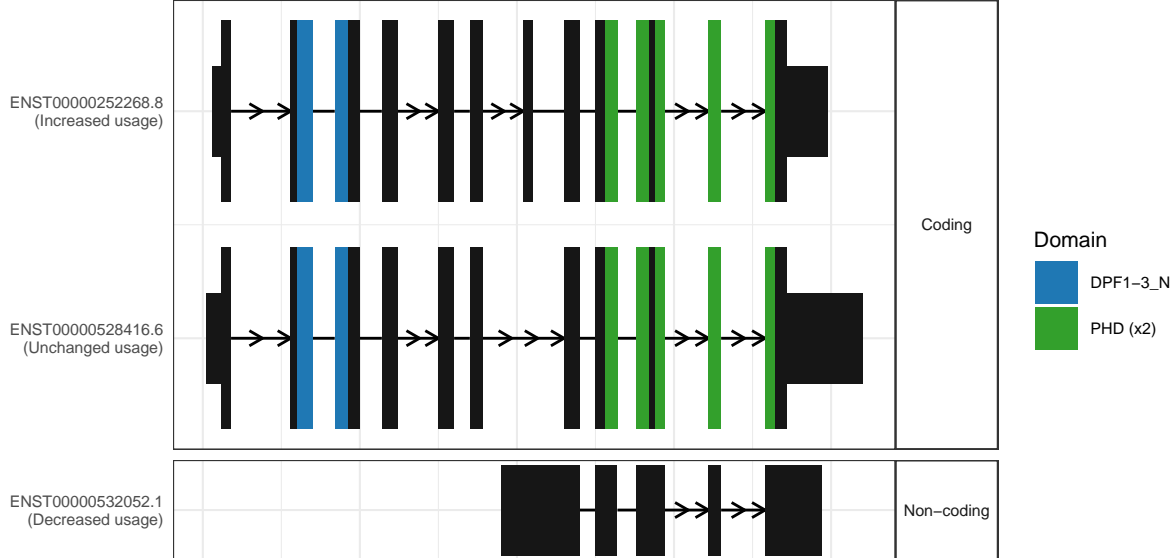 ENST00000252268.8
(Increased usage)
Coding
Domain
DPF1−3_N
PHD (x2)
ENST00000528416.6
(Unchanged usage)
ENST00000532052.1
(Decreased usage)
Non−coding